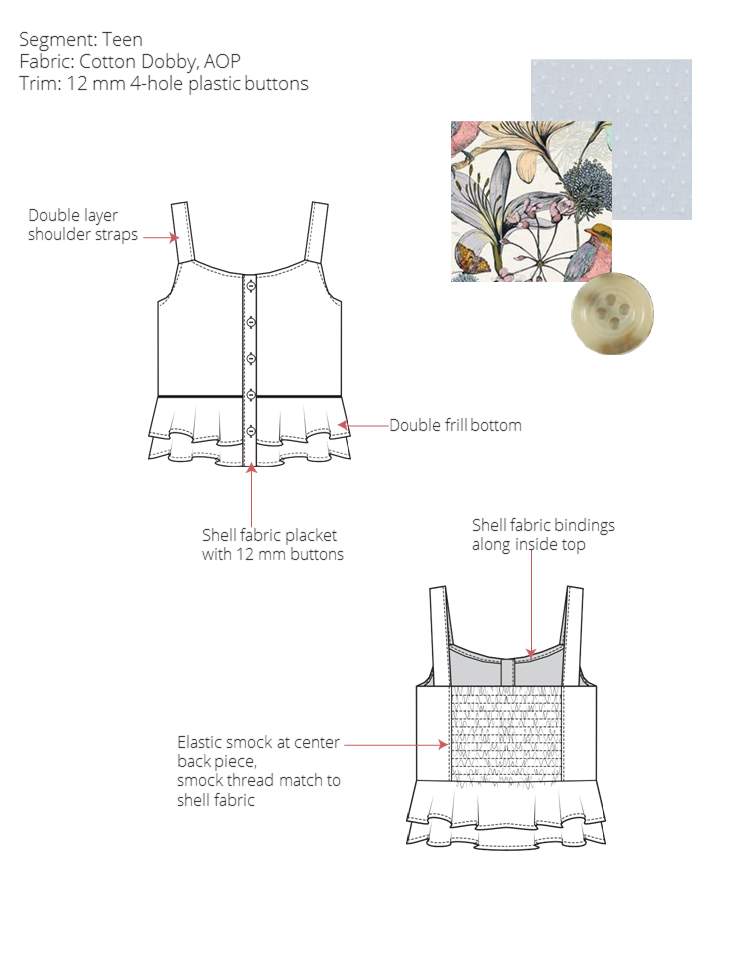 Segment: Teen
Fabric: Cotton Dobby, AOP
Trim: 12 mm 4-hole plastic buttons
Double layer
shoulder straps
Double frill bottom
Shell fabric placket
with 12 mm buttons
Shell fabric bindings
along inside top
Elastic smock at center
back piece,
smock thread match to
shell fabric